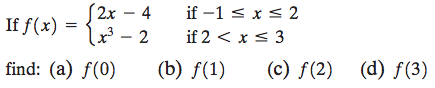 If f(x) = { 2x − 4 if −1 ≤ x ≤ 2
x³ − 2 if 2 < x ≤ 3
find: (a) f(0) (b) f(1) (c) f(2) (d) f(3)